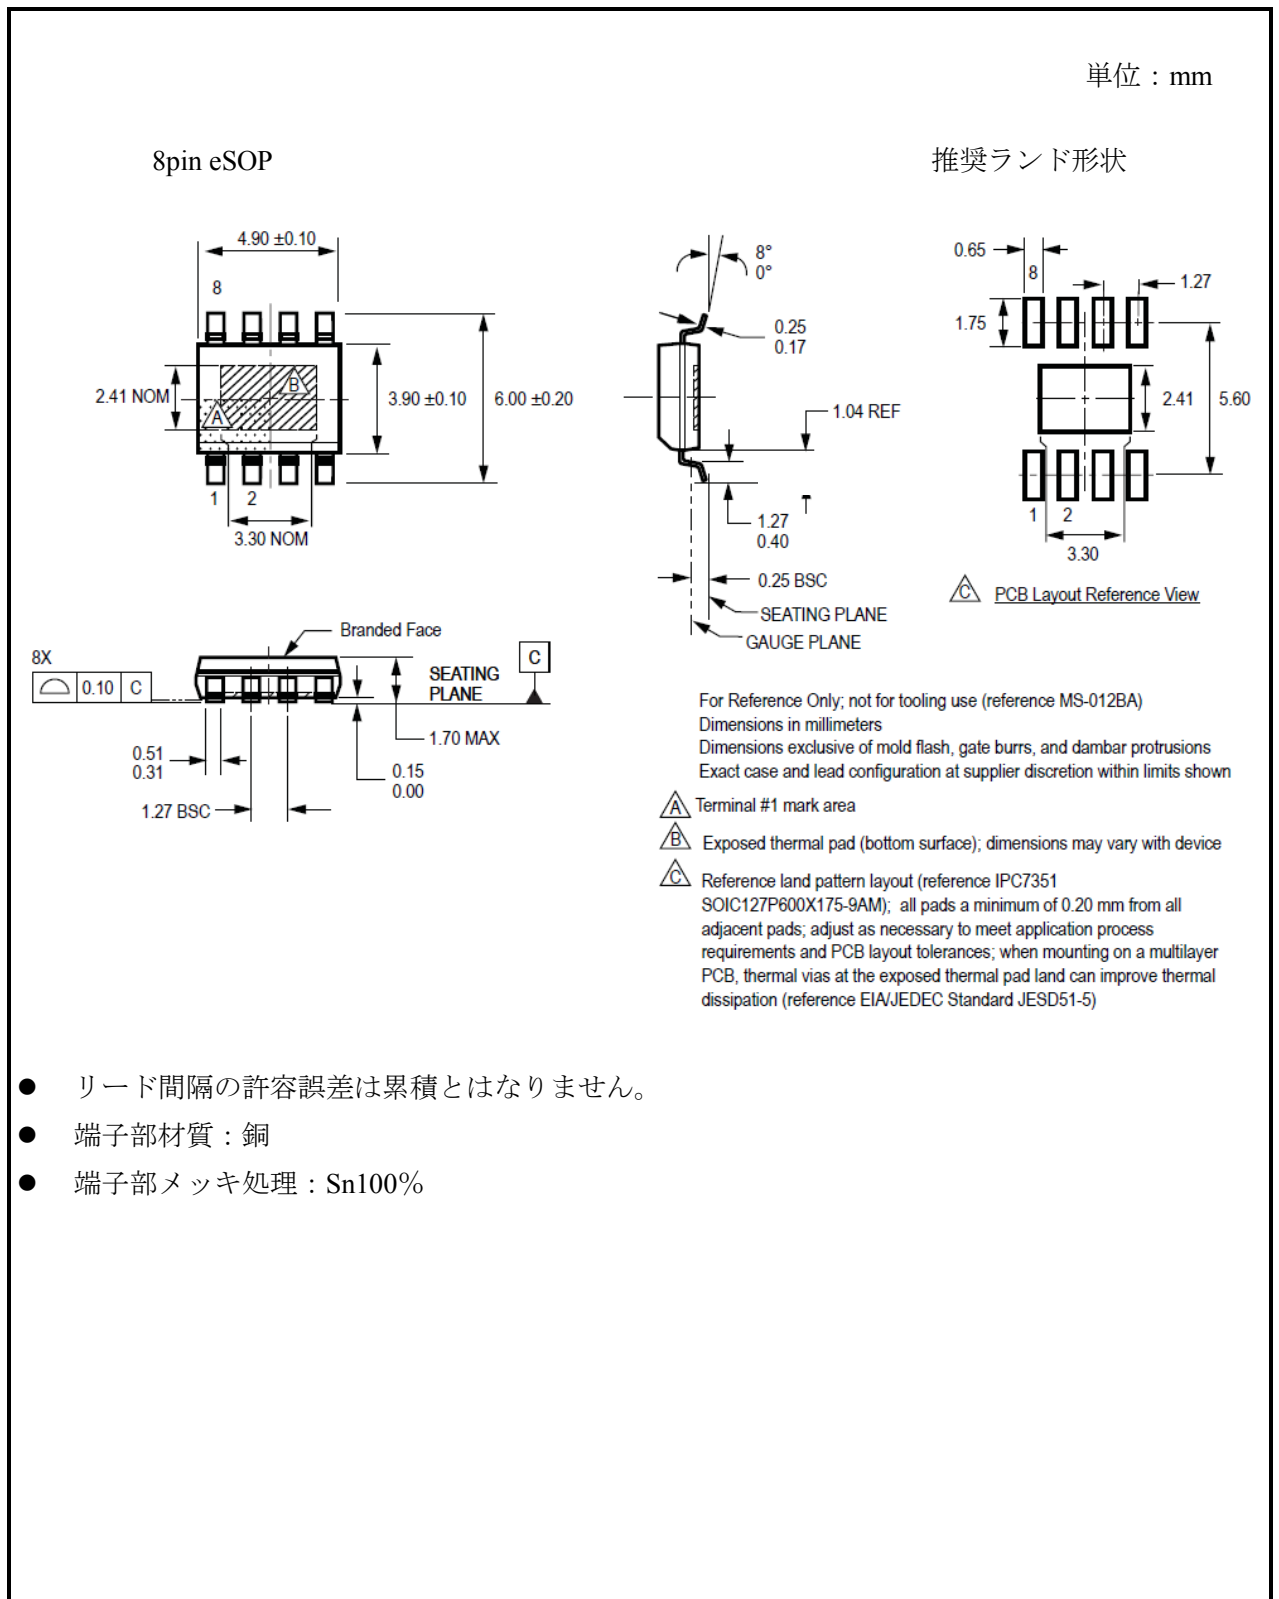 単位：mm
8pin eSOP
推奨ランド形状
4.90 ±0.10
8
2.41 NOM
B
A
3.90 ±0.10
6.00 ±0.20
1 2
3.30 NOM
8°
0°
0.25
0.17
1.04 REF
1.27
0.40
0.25 BSC
SEATING PLANE
GAUGE PLANE
0.65
8
1.27
1.75
2.41
5.60
1 2
3.30
C PCB Layout Reference View
Branded Face
8X
0.10 C
SEATING
PLANE
C
1.70 MAX
0.51
0.31
0.15
0.00
1.27 BSC
For Reference Only; not for tooling use (reference MS-012BA)
Dimensions in millimeters
Dimensions exclusive of mold flash, gate burrs, and dambar protrusions
Exact case and lead configuration at supplier discretion within limits shown
A Terminal #1 mark area
B Exposed thermal pad (bottom surface); dimensions may vary with device
C Reference land pattern layout (reference IPC7351
SOIC127P600X175-9AM); all pads a minimum of 0.20 mm from all
adjacent pads; adjust as necessary to meet application process
requirements and PCB layout tolerances; when mounting on a multilayer
PCB, thermal vias at the exposed thermal pad land can improve thermal
dissipation (reference EIA/JEDEC Standard JESD51-5)
● リード間隔の許容誤差は累積とはなりません。
● 端子部材質：銅
● 端子部メッキ処理：Sn100％